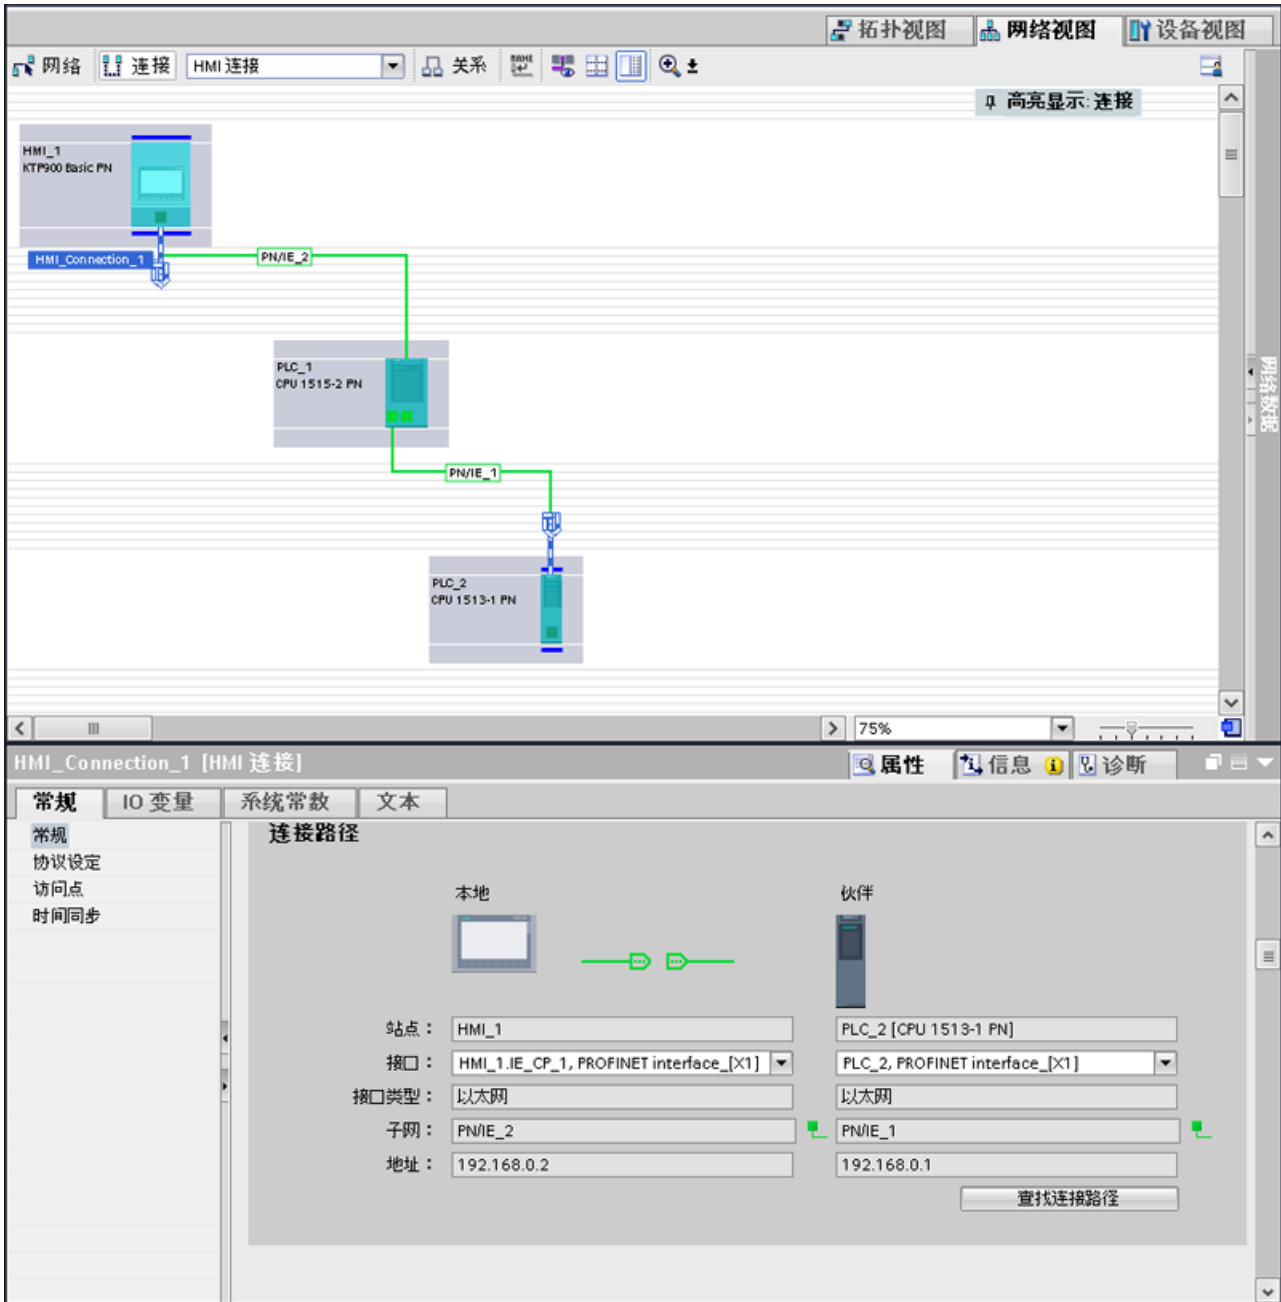 拓扑视图 网络视图 设备视图
网络 连接 HMI 连接 关系
高亮显示: 连接
HMI_1
KTP900 Basic PN
HMI_Connection_1
PN/IE_2
PLC_1
CPU 1515-2 PN
网络数据
PN/IE_1
PLC_2
CPU 1513-1 PN
75%
HMI_Connection_1 [HMI 连接] 属性 信息 诊断
常规 IO 变量 系统常数 文本
常规
协议设定
访问点
时间同步
连接路径
本地 伙伴
站点： HMI_1 PLC_2 [CPU 1513-1 PN]
接口： HMI_1.IE_CP_1, PROFINET interface_[X1] PLC_2, PROFINET interface_[X1]
接口类型： 以太网 以太网
子网： PN/IE_2 PN/IE_1
地址： 192.168.0.2 192.168.0.1
查找连接路径